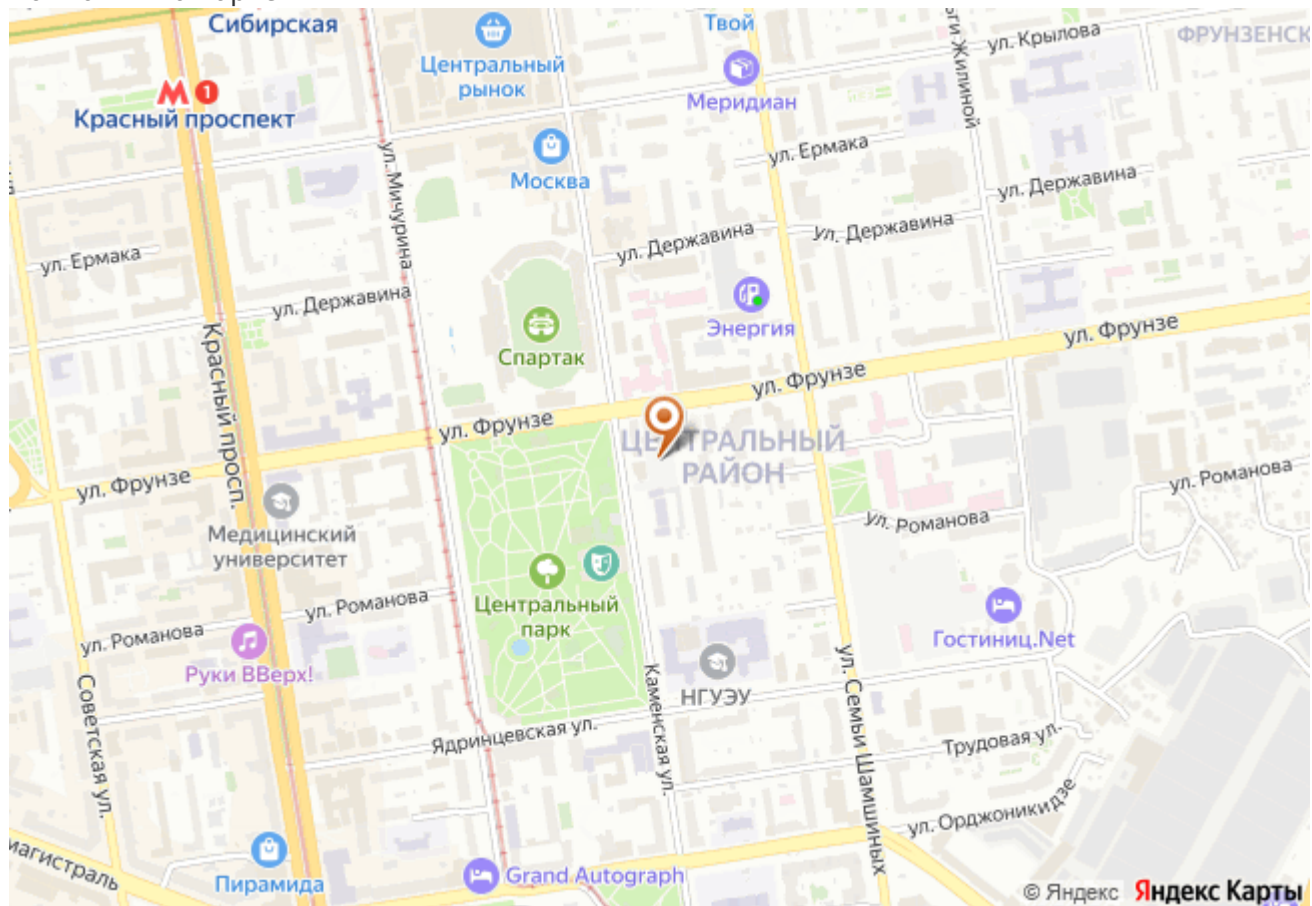 Сибирская
Твой
ул. Крылова
ФРУНЗЕНСК
Центральный
рынок
Меридиан
Красный проспект
1
Москва
ул. Ермака
ул. Державина
ул. Мичурина
ул. Державина
ул. Державина
ул. Ермака
ул. Державина
Энергия
Спартак
ул. Фрунзе
ул. Фрунзе
Красный просп.
ул. Фрунзе
ЦЕНТРАЛЬНЫЙ
РАЙОН
ул. Фрунзе
ул. Романова
ул. Романова
Медицинский
университет
Центральный
парк
ул. Романова
ул. Романова
Гостиниц.Net
Руки ВВерх!
НГУЭУ
Советская ул.
Каменская ул.
ул. Семьи Шамшиных
Ядринцевская ул.
Трудовая ул.
ул. Орджоникидзе
магистраль
Пирамида
Grand Autograph
© Яндекс Яндекс Карты